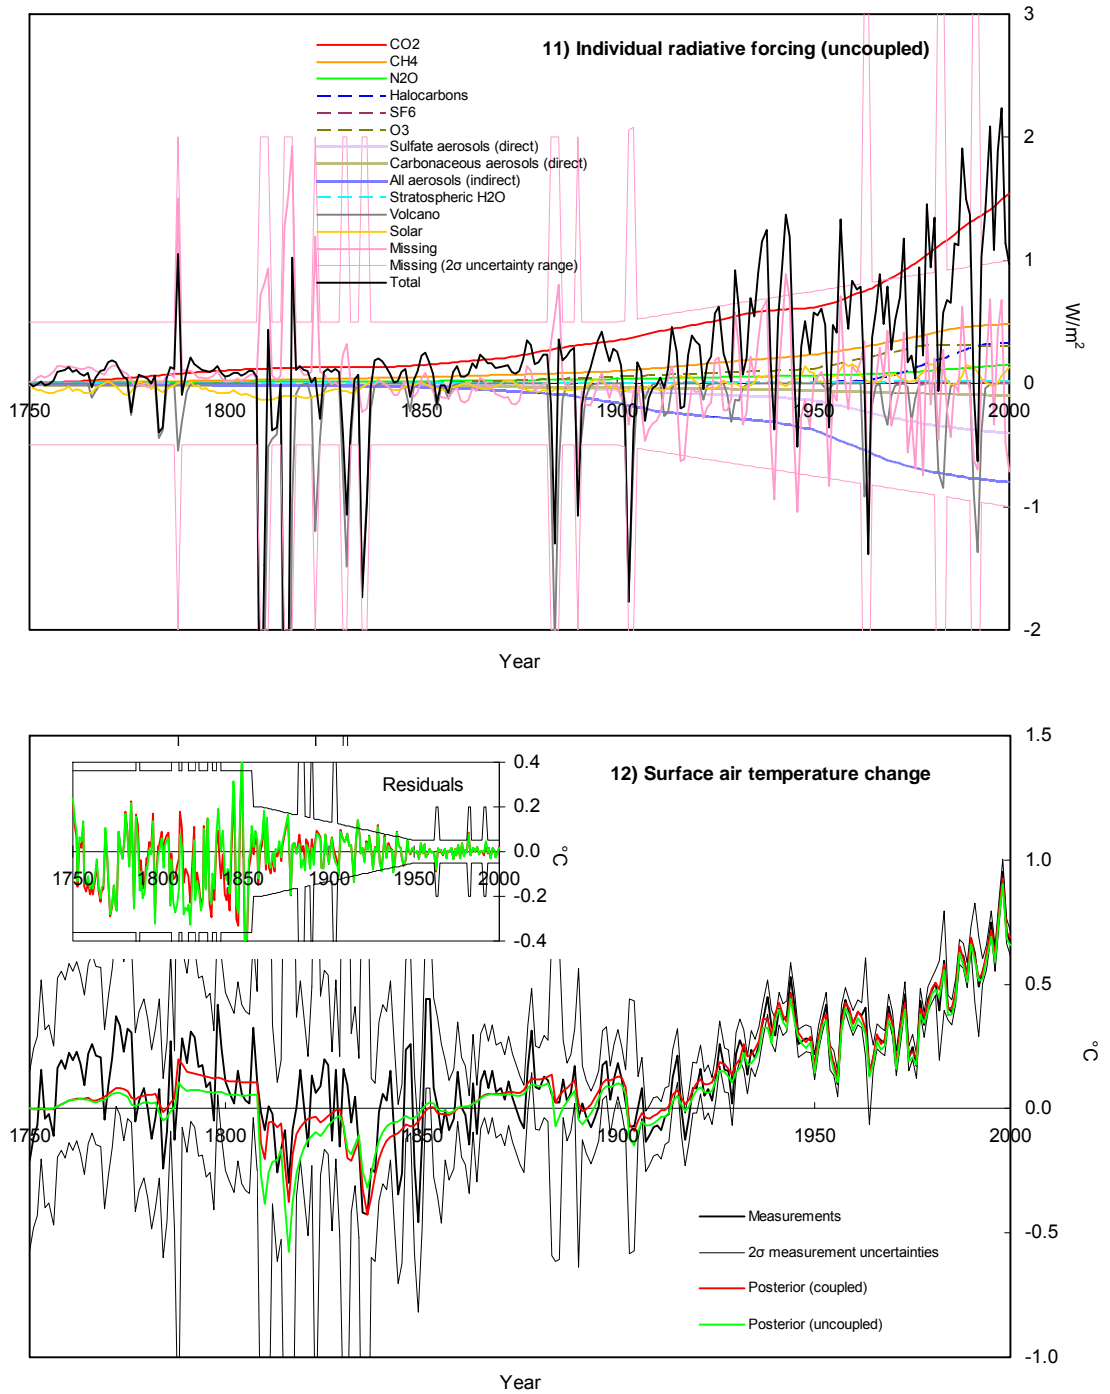 3
11) Individual radiative forcing (uncoupled)
CO2
CH4
N2O
Halocarbons
SF6
O3
Sulfate aerosols (direct)
Carbonaceous aerosols (direct)
All aerosols (indirect)
Stratospheric H2O
Volcano
Solar
Missing
Missing (2σ uncertainty range)
Total
2
1
W/m²
0
1750 1800 1850 1900 1950 2000
-1
-2
Year
1.5
12) Surface air temperature change
Residuals
0.4
0.2
0.0
°C
1750 1800 1850 1900 1950 2000
-0.2
-0.4
1.0
0.5
°C
0.0
1750 1800 1850 1900 1950 2000
-0.5
Measurements
2σ measurement uncertainties
Posterior (coupled)
Posterior (uncoupled)
-1.0
Year